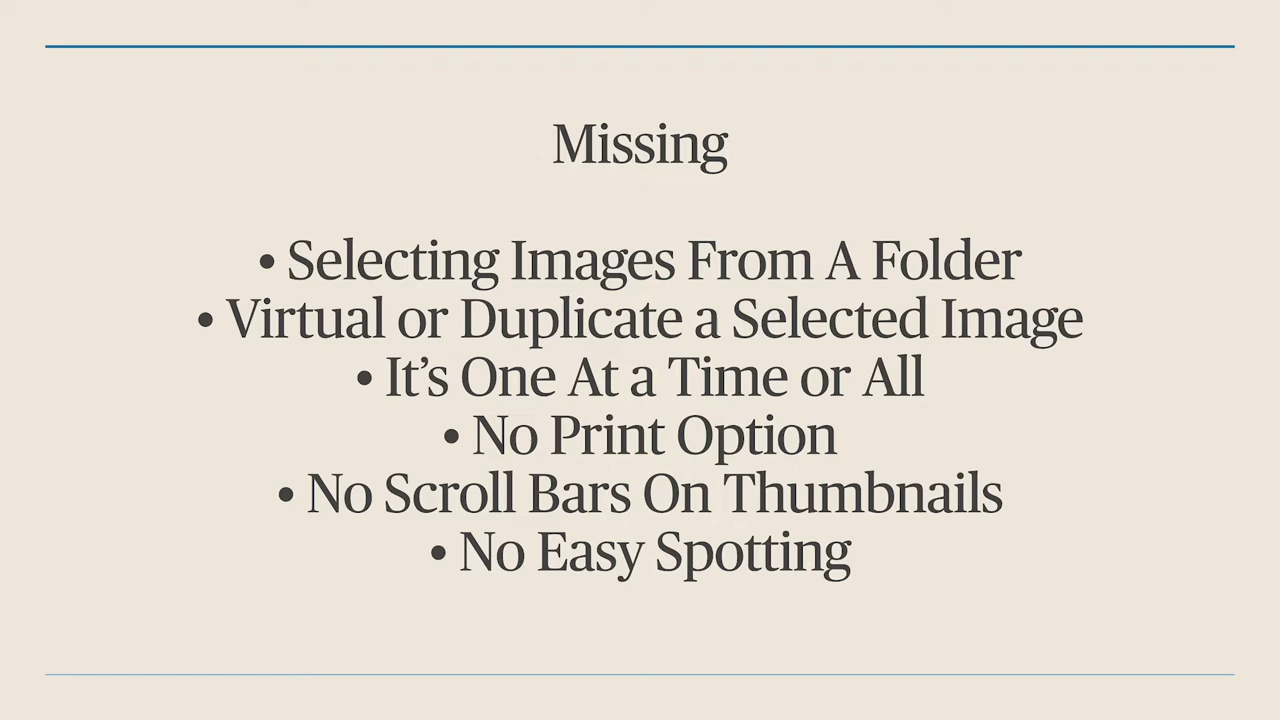 Missing
• Selecting Images From A Folder
• Virtual or Duplicate a Selected Image
• It’s One At a Time or All
• No Print Option
• No Scroll Bars On Thumbnails
• No Easy Spotting